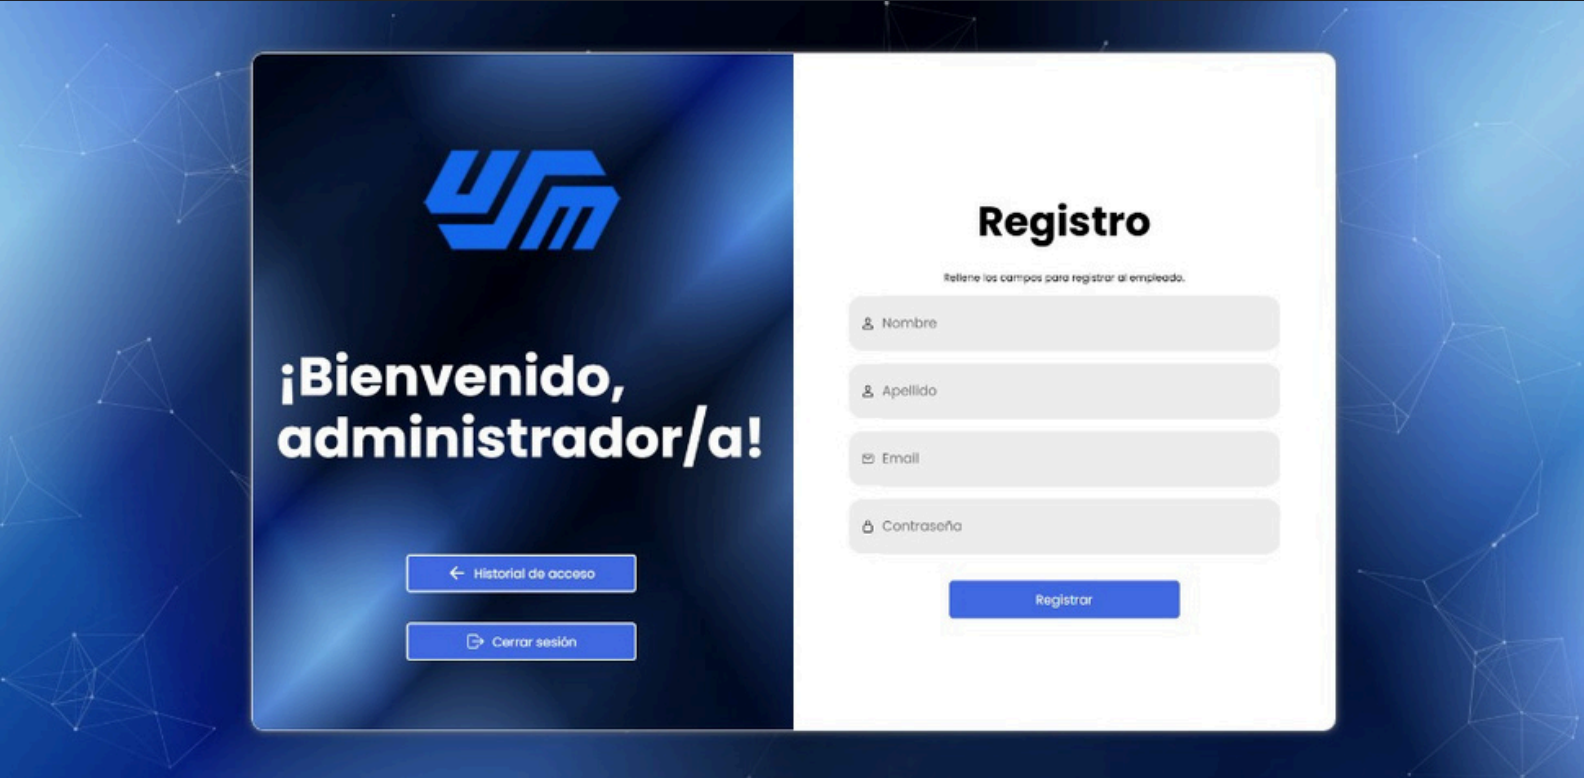 USM
¡Bienvenido,
administrador/a!
Historial de acceso
Cerrar sesión
Registro
Rellene los campos para registrar al empleado.
Nombre
Apellido
Email
Contraseña
Registrar